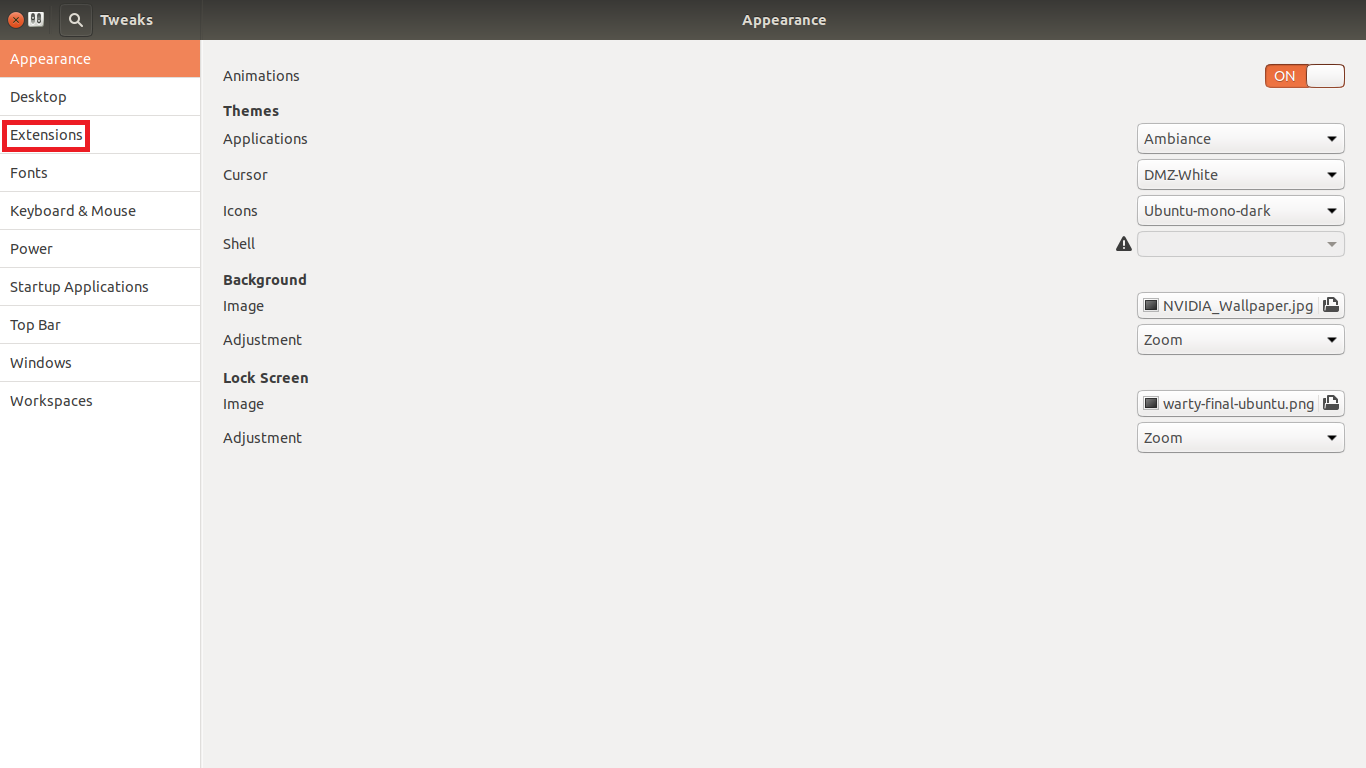 Tweaks
Appearance
Appearance
Desktop
Extensions
Fonts
Keyboard & Mouse
Power
Startup Applications
Top Bar
Windows
Workspaces
Animations ON
Themes
Applications Ambiance
Cursor DMZ-White
Icons Ubuntu-mono-dark
Shell
Background
Image NVIDIA_Wallpaper.jpg
Adjustment Zoom
Lock Screen
Image warty-final-ubuntu.png
Adjustment Zoom